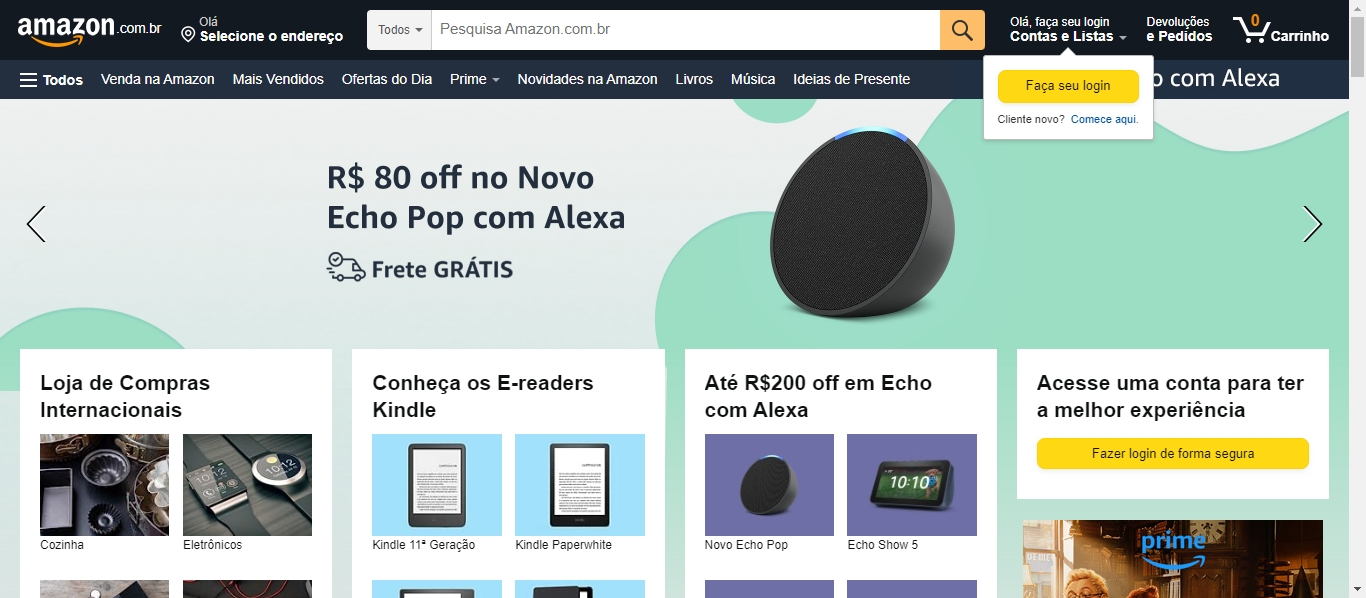 amazon.com.br
Olá
Selecione o endereço
Todos
Pesquisa Amazon.com.br
Olá, faça seu login
Contas e Listas
Devoluções
e Pedidos
0
Carrinho
Todos
Venda na Amazon
Mais Vendidos
Ofertas do Dia
Prime
Novidades na Amazon
Livros
Música
Ideias de Presente
o com Alexa
Faça seu login
Cliente novo? Comece aqui.
R$ 80 off no Novo
Echo Pop com Alexa
Frete GRÁTIS
Loja de Compras
Internacionais
Cozinha
Eletrônicos
Conheça os E-readers
Kindle
Kindle 11ª Geração
Kindle Paperwhite
Até R$200 off em Echo
com Alexa
10:10
Novo Echo Pop
Echo Show 5
Acesse uma conta para ter
a melhor experiência
Fazer login de forma segura
prime